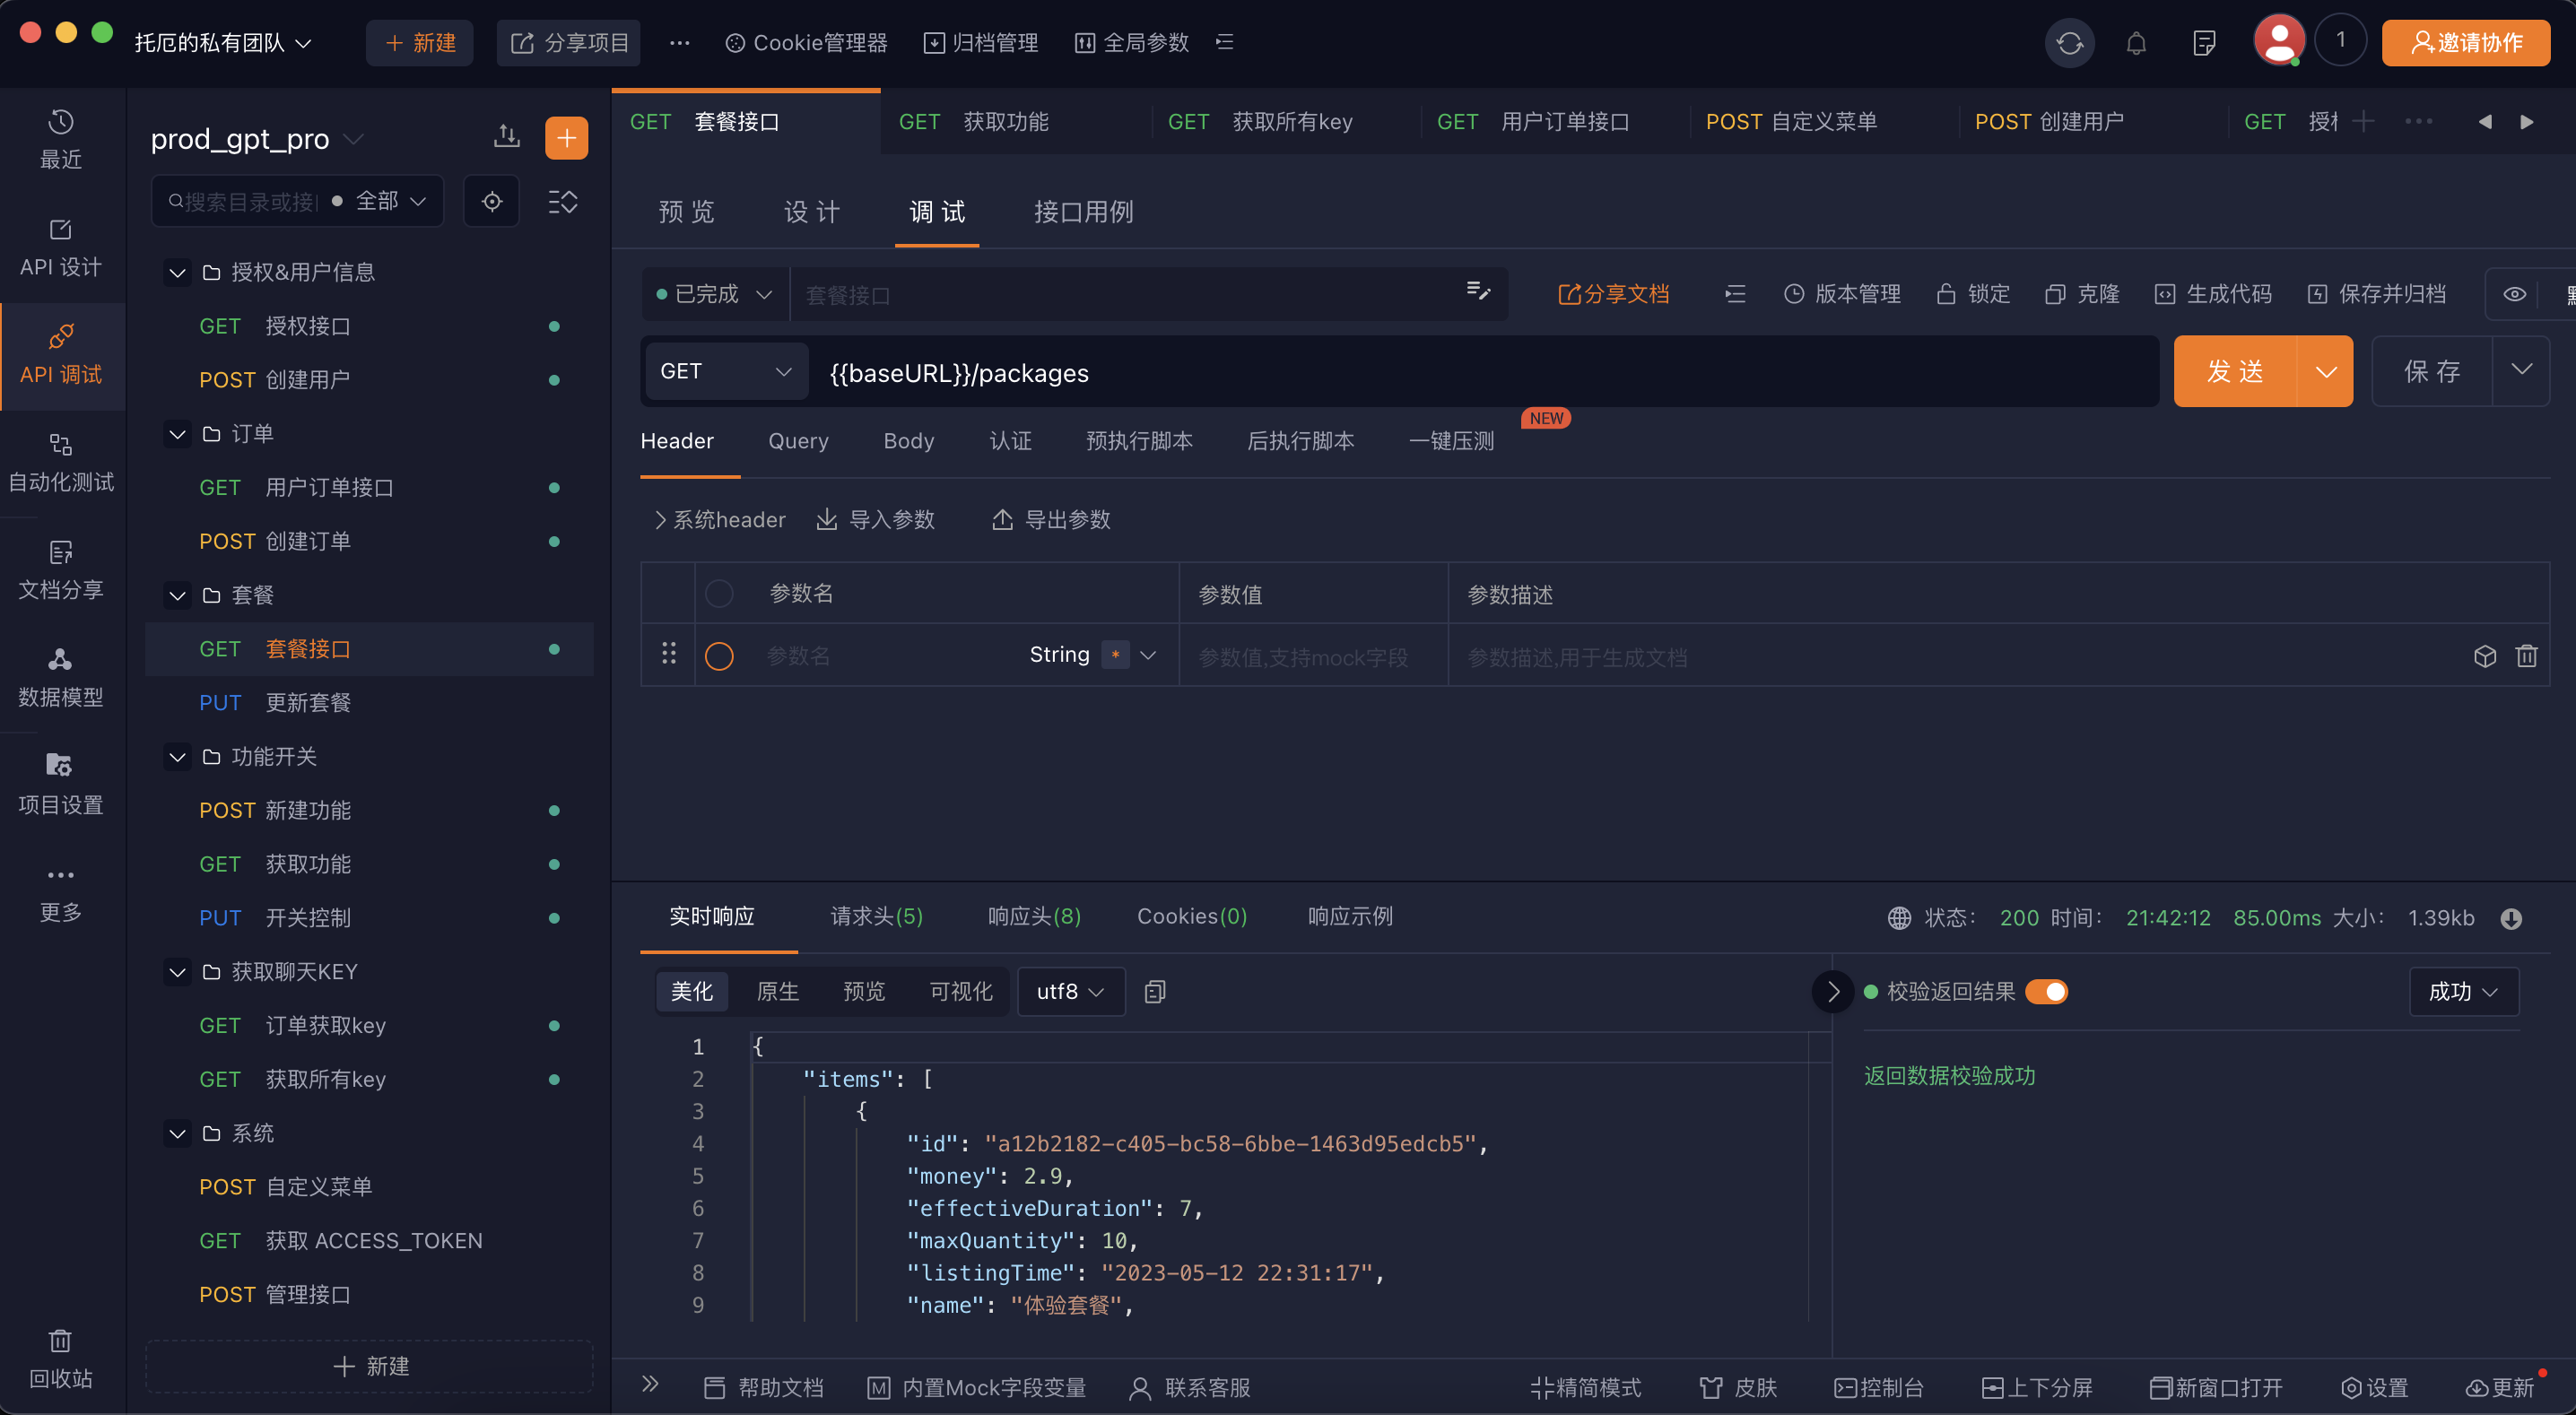 托厄的私有团队
新建
分享项目
Cookie管理器
归档管理
全局参数
1
邀请协作
最近
API 设计
API 调试
自动化测试
文档分享
数据模型
项目设置
更多
回收站
prod_gpt_pro
搜索目录或接
全部
授权&用户信息
GET 授权接口
POST 创建用户
订单
GET 用户订单接口
POST 创建订单
套餐
GET 套餐接口
PUT 更新套餐
功能开关
POST 新建功能
GET 获取功能
PUT 开关控制
获取聊天KEY
GET 订单获取key
GET 获取所有key
系统
POST 自定义菜单
GET 获取 ACCESS_TOKEN
POST 管理接口
新建
GET 套餐接口
GET 获取功能
GET 获取所有key
GET 用户订单接口
POST 自定义菜单
POST 创建用户
GET 授
预览 设计 调试 接口用例
已完成
套餐接口
分享文档
版本管理
锁定
克隆
生成代码
保存并归档
GET
{{baseURL}}/packages
发送
保存
Header Query Body 认证 预执行脚本 后执行脚本 一键压测 NEW
系统header 导入参数 导出参数
参数名 参数值 参数描述
参数名 String * 参数值,支持mock字段 参数描述,用于生成文档
实时响应 请求头(5) 响应头(8) Cookies(0) 响应示例
状态: 200 时间: 21:42:12 85.00ms 大小: 1.39kb
美化 原生 预览 可视化 utf8
校验返回结果
成功
返回数据校验成功
1 {
2 "items": [
3 {
4 "id": "a12b2182-c405-bc58-6bbe-1463d95edcb5",
5 "money": 2.9,
6 "effectiveDuration": 7,
7 "maxQuantity": 10,
8 "listingTime": "2023-05-12 22:31:17",
9 "name": "体验套餐",
帮助文档
M 内置Mock字段变量
联系客服
精简模式
皮肤
控制台
上下分屏
新窗口打开
设置
更新